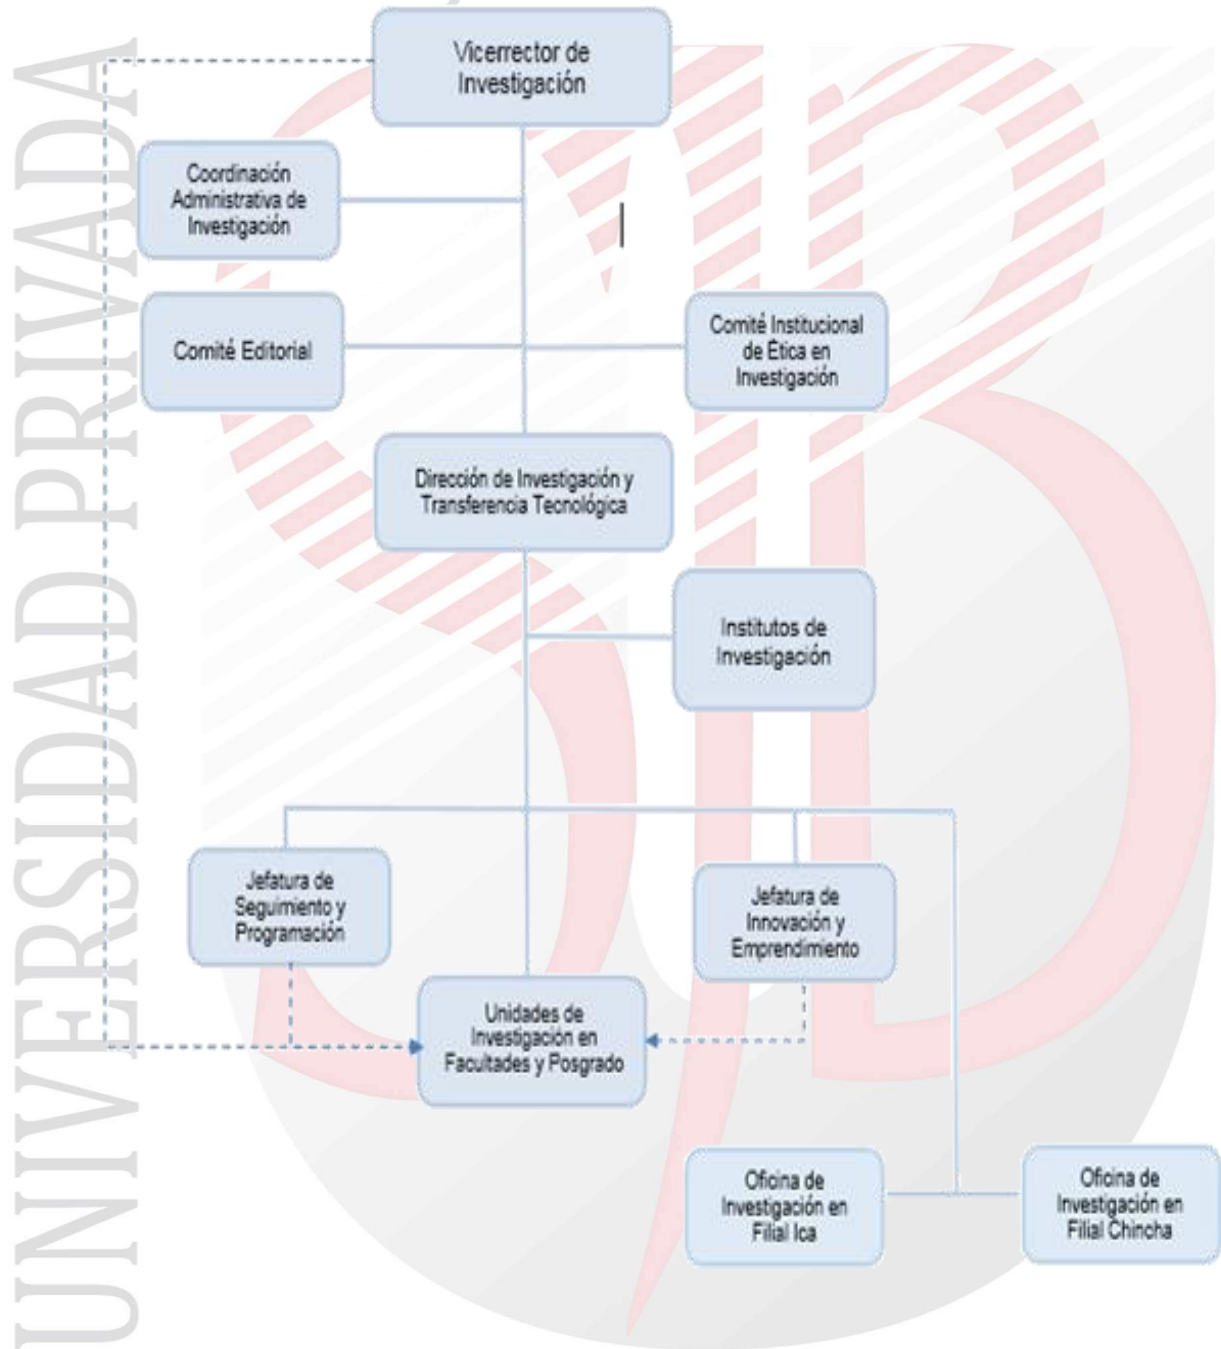 UNIVERSIDAD PRIVADA
Vicerrector de
Investigación
Coordinación
Administrativa de
Investigación
Comité Editorial
Comité Institucional
de Ética en
Investigación
Dirección de Investigación y
Transferencia Tecnológica
Institutos de
Investigación
Jefatura de
Seguimiento y
Programación
Jefatura de
Innovación y
Emprendimiento
Unidades de
Investigación en
Facultades y Posgrado
Oficina de
Investigación en
Filial Ica
Oficina de
Investigación en
Filial Chincha